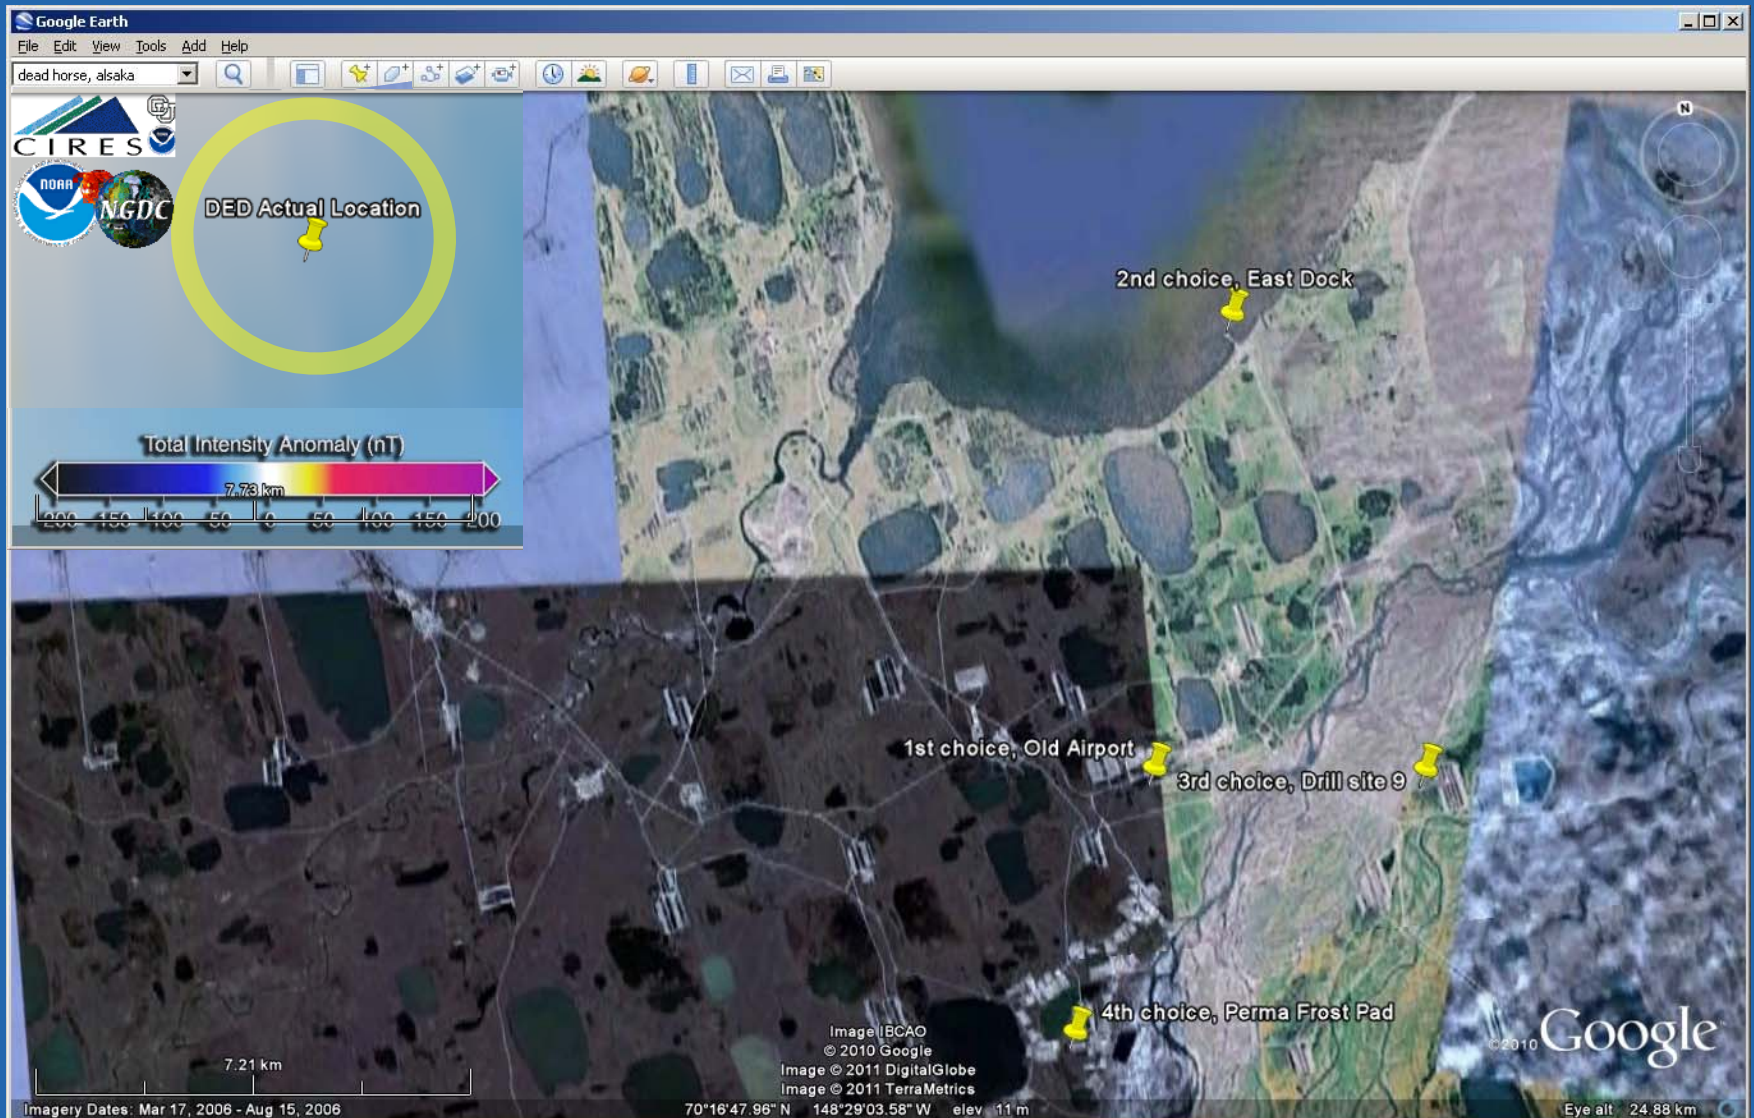 Google Earth
File Edit View Tools Add Help
dead horse, alsaka
CIRES
CU
NOAA
NGDC
DED Actual Location
N
2nd choice, East Dock
Total Intensity Anomaly (nT)
7.73 km
-200 -150 -100 -50 0 50 100 150 200
1st choice, Old Airport
3rd choice, Drill site 9
4th choice, Perma Frost Pad
Image IBCAO
© 2010 Google
Image © 2011 DigitalGlobe
Image © 2011 TerraMetrics
©2010 Google
7.21 km
Imagery Dates: Mar 17, 2006 - Aug 15, 2006
70°16'47.96" N 148°29'03.58" W elev 11 m
Eye alt 24.88 km